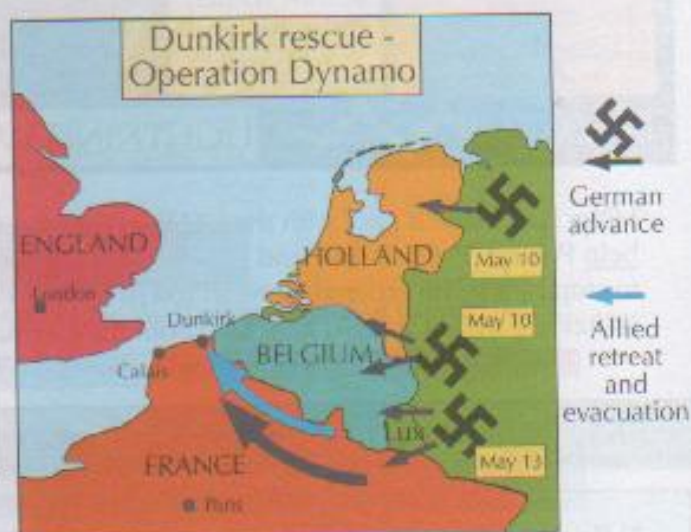 Dunkirk rescue -
Operation Dynamo
ENGLAND
London
HOLLAND
Dunkirk
Calais
BELGIUM
LUX
FRANCE
Paris
May 10
May 10
May 13
German
advance
Allied
retreat
and
evacuation